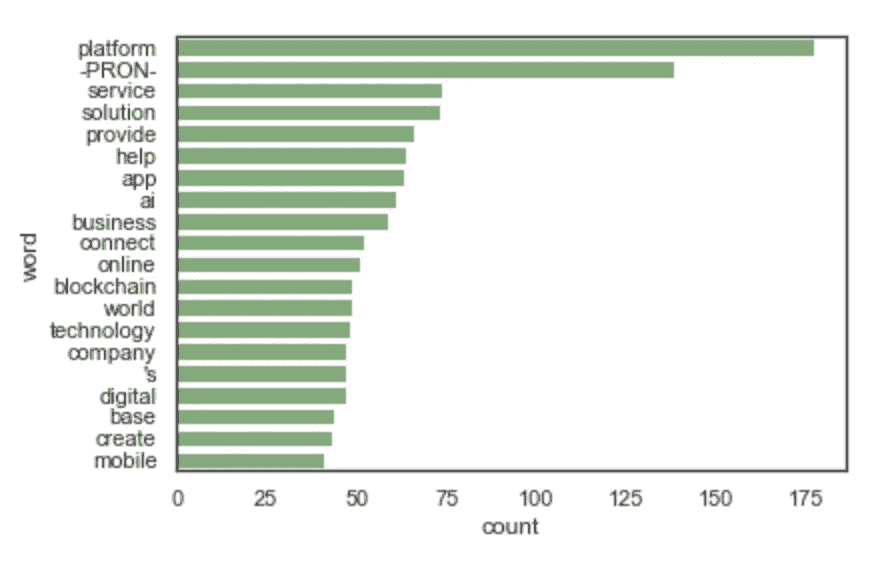 platform
-PRON-
service
solution
provide
help
app
ai
business
connect
online
blockchain
world
technology
company
's
digital
base
create
mobile
word
0 25 50 75 100 125 150 175
count